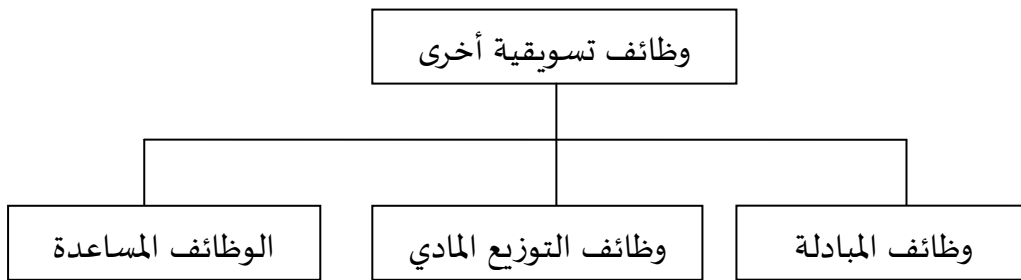 وظائف تسويقية أخرى
وظائف المبادلة
وظائف التوزيع المادي
الوظائف المساعدة